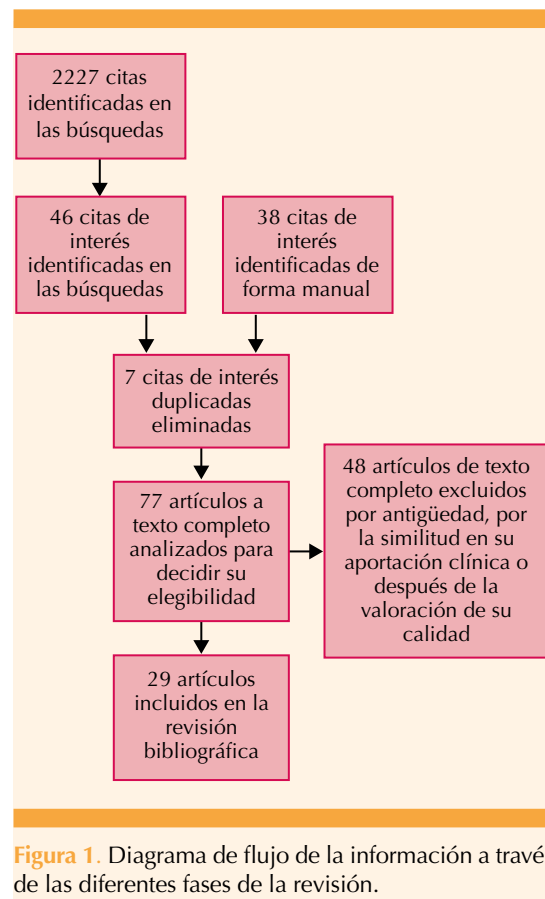 2227 citas
identificadas en
las búsquedas
46 citas de
interés
identificadas en
las búsquedas
38 citas de
interés
identificadas de
forma manual
7 citas de interés
duplicadas
eliminadas
77 artículos a
texto completo
analizados para
decidir su
elegibilidad
48 artículos de texto
completo excluidos
por antigüedad, por
la similitud en su
aportación clínica o
después de la
valoración de su
calidad
29 artículos
incluidos en la
revisión
bibliográfica
Figura 1. Diagrama de flujo de la información a travé
de las diferentes fases de la revisión.